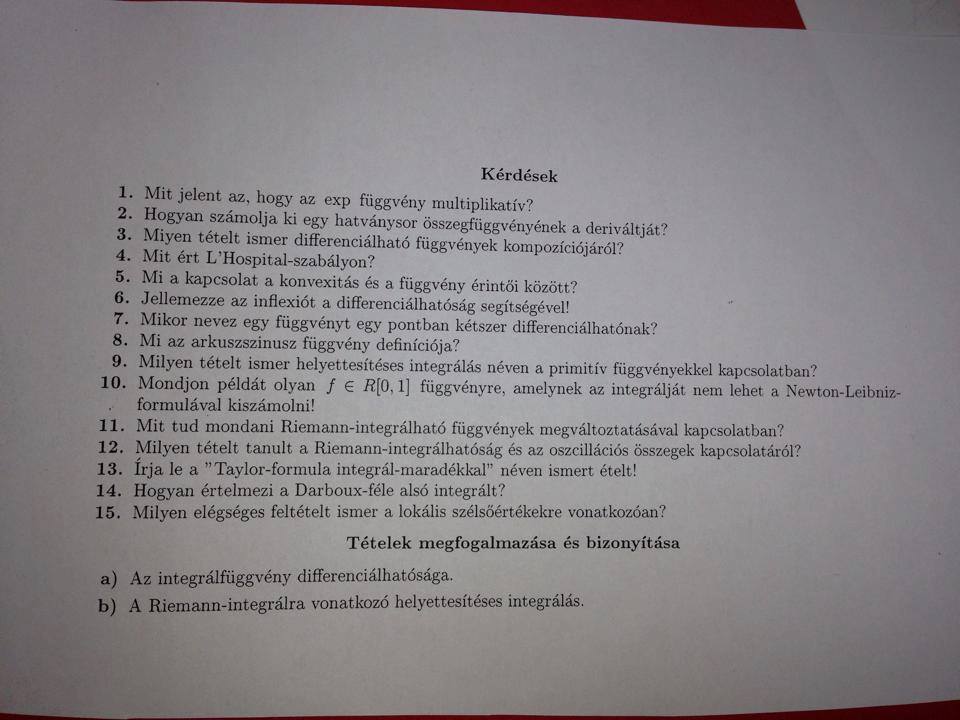 Kérdések
1. Mit jelent az, hogy az exp függvény multiplikatív?
2. Hogyan számolja ki egy hatványsor összegfüggvényének a deriváltját?
3. Miyen tételt ismer differenciálható függvények kompozíciójáról?
4. Mit ért L'Hospital-szabályon?
5. Mi a kapcsolat a konvexitás és a függvény érintői között?
6. Jellemezze az inflexiót a differenciálhatóság segítségével!
7. Mikor nevez egy függvényt egy pontban kétszer differenciálhatónak?
8. Mi az arkuszszinusz függvény definíciója?
9. Milyen tételt ismer helyettesítéses integrálás néven a primitív függvényekkel kapcsolatban?
10. Mondjon példát olyan f ∈ R[0, 1] függvényre, amelynek az integrálját nem lehet a Newton-Leibniz-
formulával kiszámolni!
11. Mit tud mondani Riemann-integrálható függvények megváltoztatásával kapcsolatban?
12. Milyen tételt tanult a Riemann-integrálhatóság és az oszcillációs összegek kapcsolatáról?
13. Írja le a "Taylor-formula integrál-maradékkal" néven ismert ételt!
14. Hogyan értelmezi a Darboux-féle alsó integrált?
15. Milyen elégséges feltételt ismer a lokális szélsőértékekre vonatkozóan?
Tételek megfogalmazása és bizonyítása
a) Az integrálfüggvény differenciálhatósága.
b) A Riemann-integrálra vonatkozó helyettesítéses integrálás.